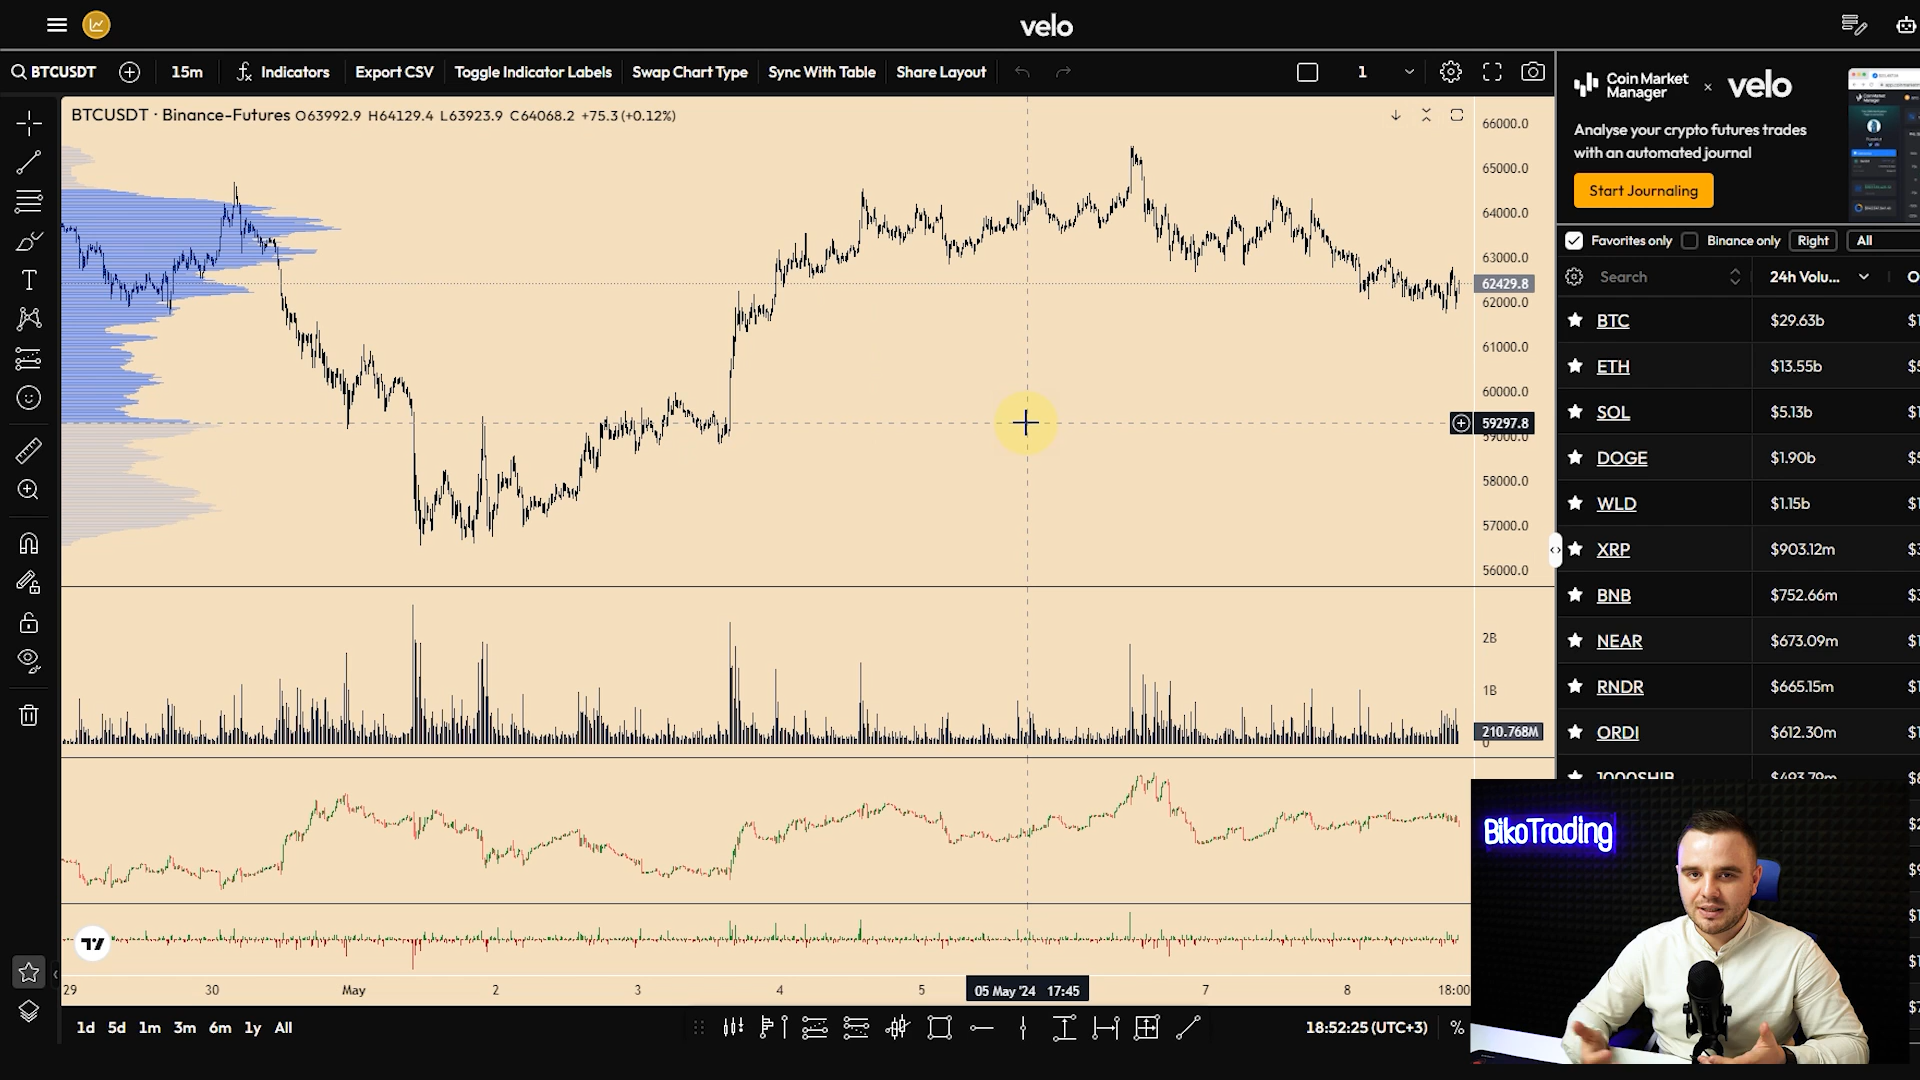 velo
BTCUSDT 15m Indicators Export CSV Toggle Indicator Labels Swap Chart Type Sync With Table Share Layout 1
BTCUSDT · Binance-Futures O63992.9 H64129.4 L63923.9 C64068.2 +75.3 (+0.12%)
66000.0
65000.0
64000.0
63000.0
62429.8
62000.0
61000.0
60000.0
59297.8
59000.0
58000.0
57000.0
56000.0
2B
1B
210.768M
0
29 30 May 2 3 4 5 05 May '24 17:45 7 8 18:00
1d 5d 1m 3m 6m 1y All 18:52:25 (UTC+3) %
Coin Market
Manager × velo
Analyse your crypto futures trades
with an automated journal
Start Journaling
Favorites only Binance only Right All
Search 24h Volu... O
BTC $29.63b
ETH $13.55b
SOL $5.13b
DOGE $1.90b
WLD $1.15b
XRP $903.12m
BNB $752.66m
NEAR $673.09m
RNDR $665.15m
ORDI $612.30m
1000SHIB $493.79m
BikoTrading